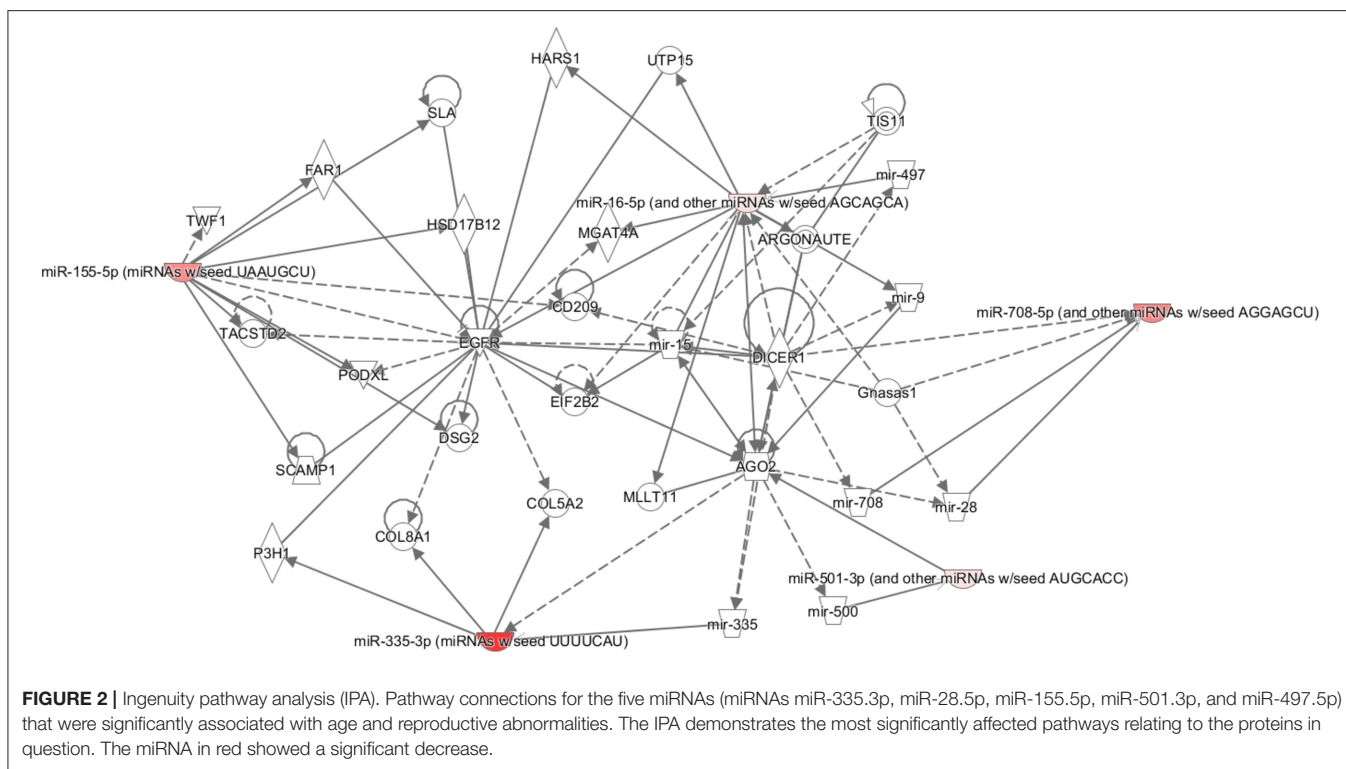 HARS1
UTP15
SLA
TIS11
FAR1
mir-497
miR-16-5p (and other miRNAs w/seed AGCAGCA)
TWF1
HSD17B12
MGAT4A
ARGONAUTE
miR-155-5p (miRNAs w/seed UAAUGCU)
CD209
mir-9
miR-708-5p (and other miRNAs w/seed AGGAGCU)
TACSTD2
EGFR
mir-15
DICER1
PODXL
EIF2B2
Gnasas1
DSG2
SCAMP1
AGO2
COL5A2
MLLT11
mir-708
mir-28
COL8A1
P3H1
miR-501-3p (and other miRNAs w/seed AUGCACC)
mir-500
mir-335
miR-335-3p (miRNAs w/seed UUUUCAU)
FIGURE 2 | Ingenuity pathway analysis (IPA). Pathway connections for the five miRNAs (miRNAs miR-335.3p, miR-28.5p, miR-155.5p, miR-501.3p, and miR-497.5p)
that were significantly associated with age and reproductive abnormalities. The IPA demonstrates the most significantly affected pathways relating to the proteins in
question. The miRNA in red showed a significant decrease.